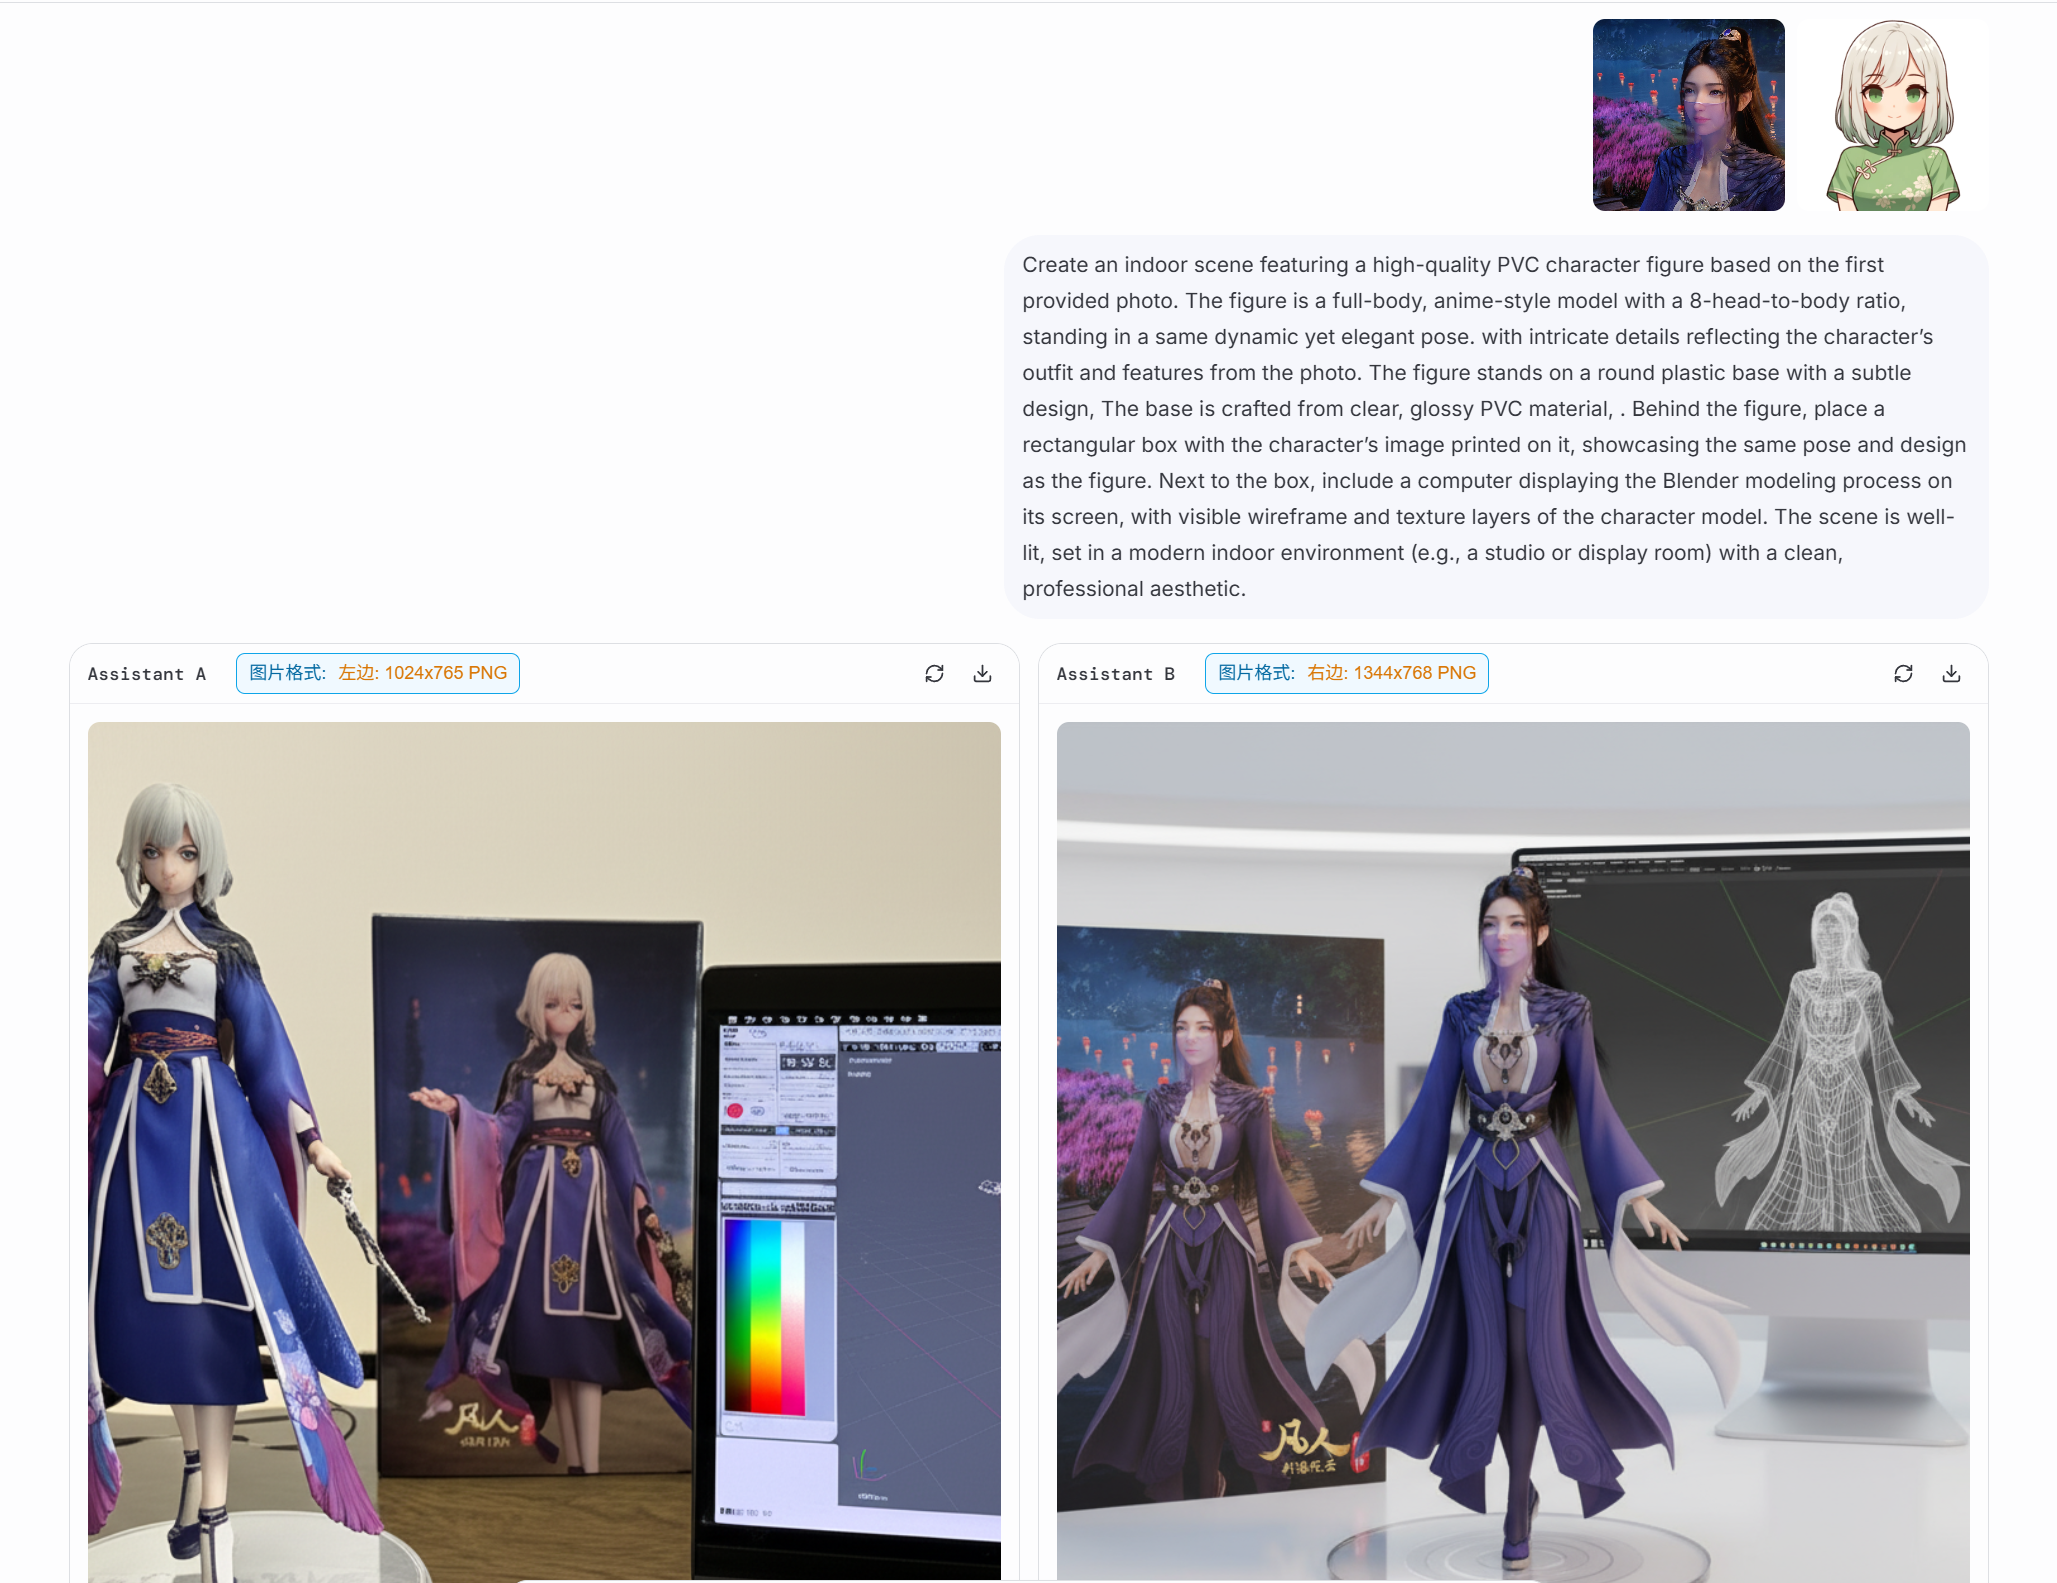 Create an indoor scene featuring a high-quality PVC character figure based on the first
provided photo. The figure is a full-body, anime-style model with a 8-head-to-body ratio,
standing in a same dynamic yet elegant pose. with intricate details reflecting the character’s
outfit and features from the photo. The figure stands on a round plastic base with a subtle
design, The base is crafted from clear, glossy PVC material, . Behind the figure, place a
rectangular box with the character’s image printed on it, showcasing the same pose and design
as the figure. Next to the box, include a computer displaying the Blender modeling process on
its screen, with visible wireframe and texture layers of the character model. The scene is well-
lit, set in a modern indoor environment (e.g., a studio or display room) with a clean,
professional aesthetic.
Assistant A
图片格式: 左边: 1024x765 PNG
Assistant B
图片格式: 右边: 1344x768 PNG
凡人
凡人